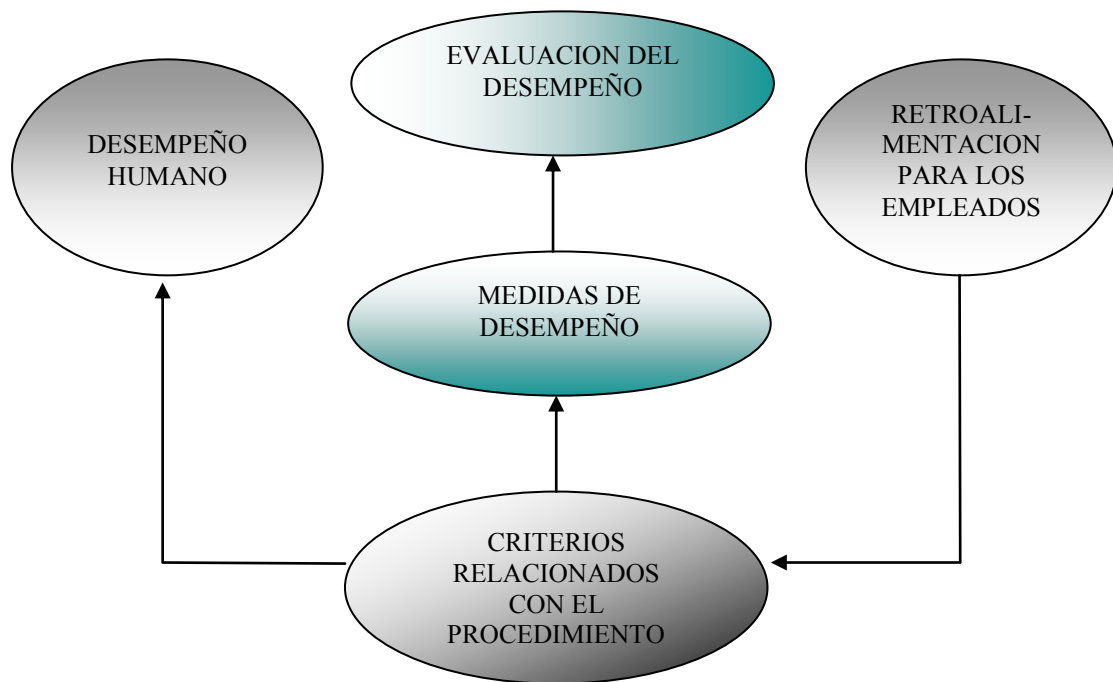 EVALUACION DEL
DESEMPEÑO
DESEMPEÑO
HUMANO
RETROALI-
MENTACION
PARA LOS
EMPLEADOS
MEDIDAS DE
DESEMPEÑO
CRITERIOS
RELACIONADOS
CON EL
PROCEDIMIENTO